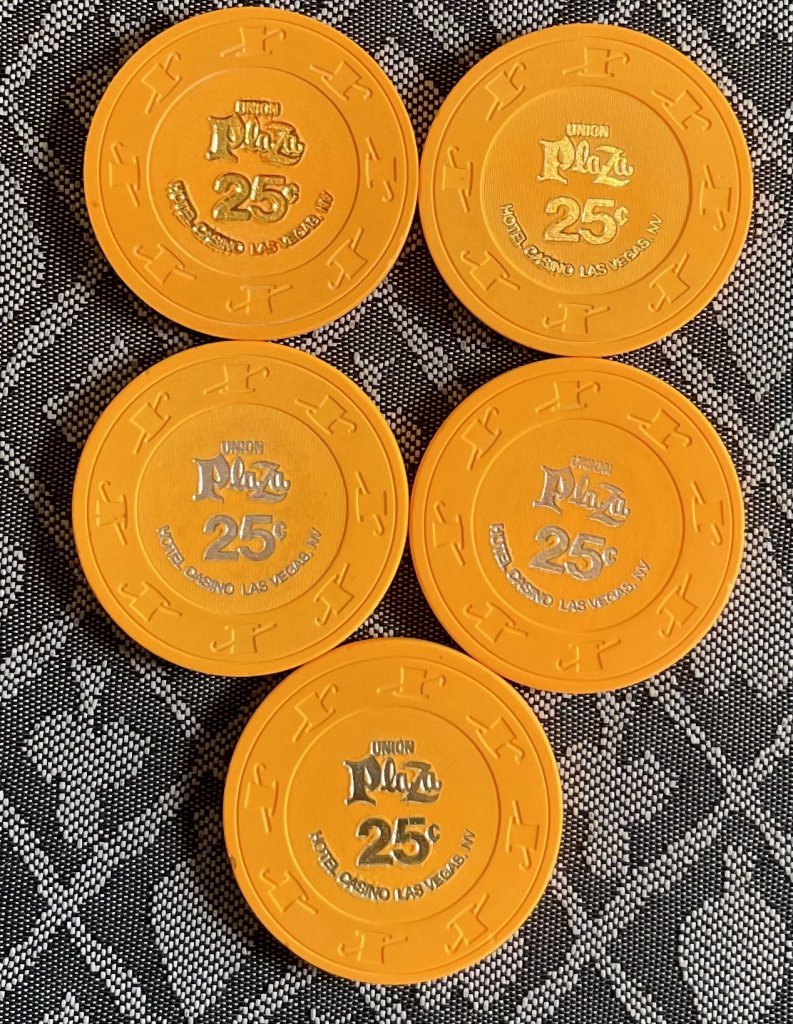 UNION
PlaZa
25¢
HOTEL CASINO LAS VEGAS, NV
UNION
PlaZa
25¢
HOTEL CASINO LAS VEGAS, NV
UNION
PlaZa
25¢
HOTEL CASINO LAS VEGAS, NV
UNION
PlaZa
25¢
HOTEL CASINO LAS VEGAS, NV
UNION
PlaZa
25¢
HOTEL CASINO LAS VEGAS, NV